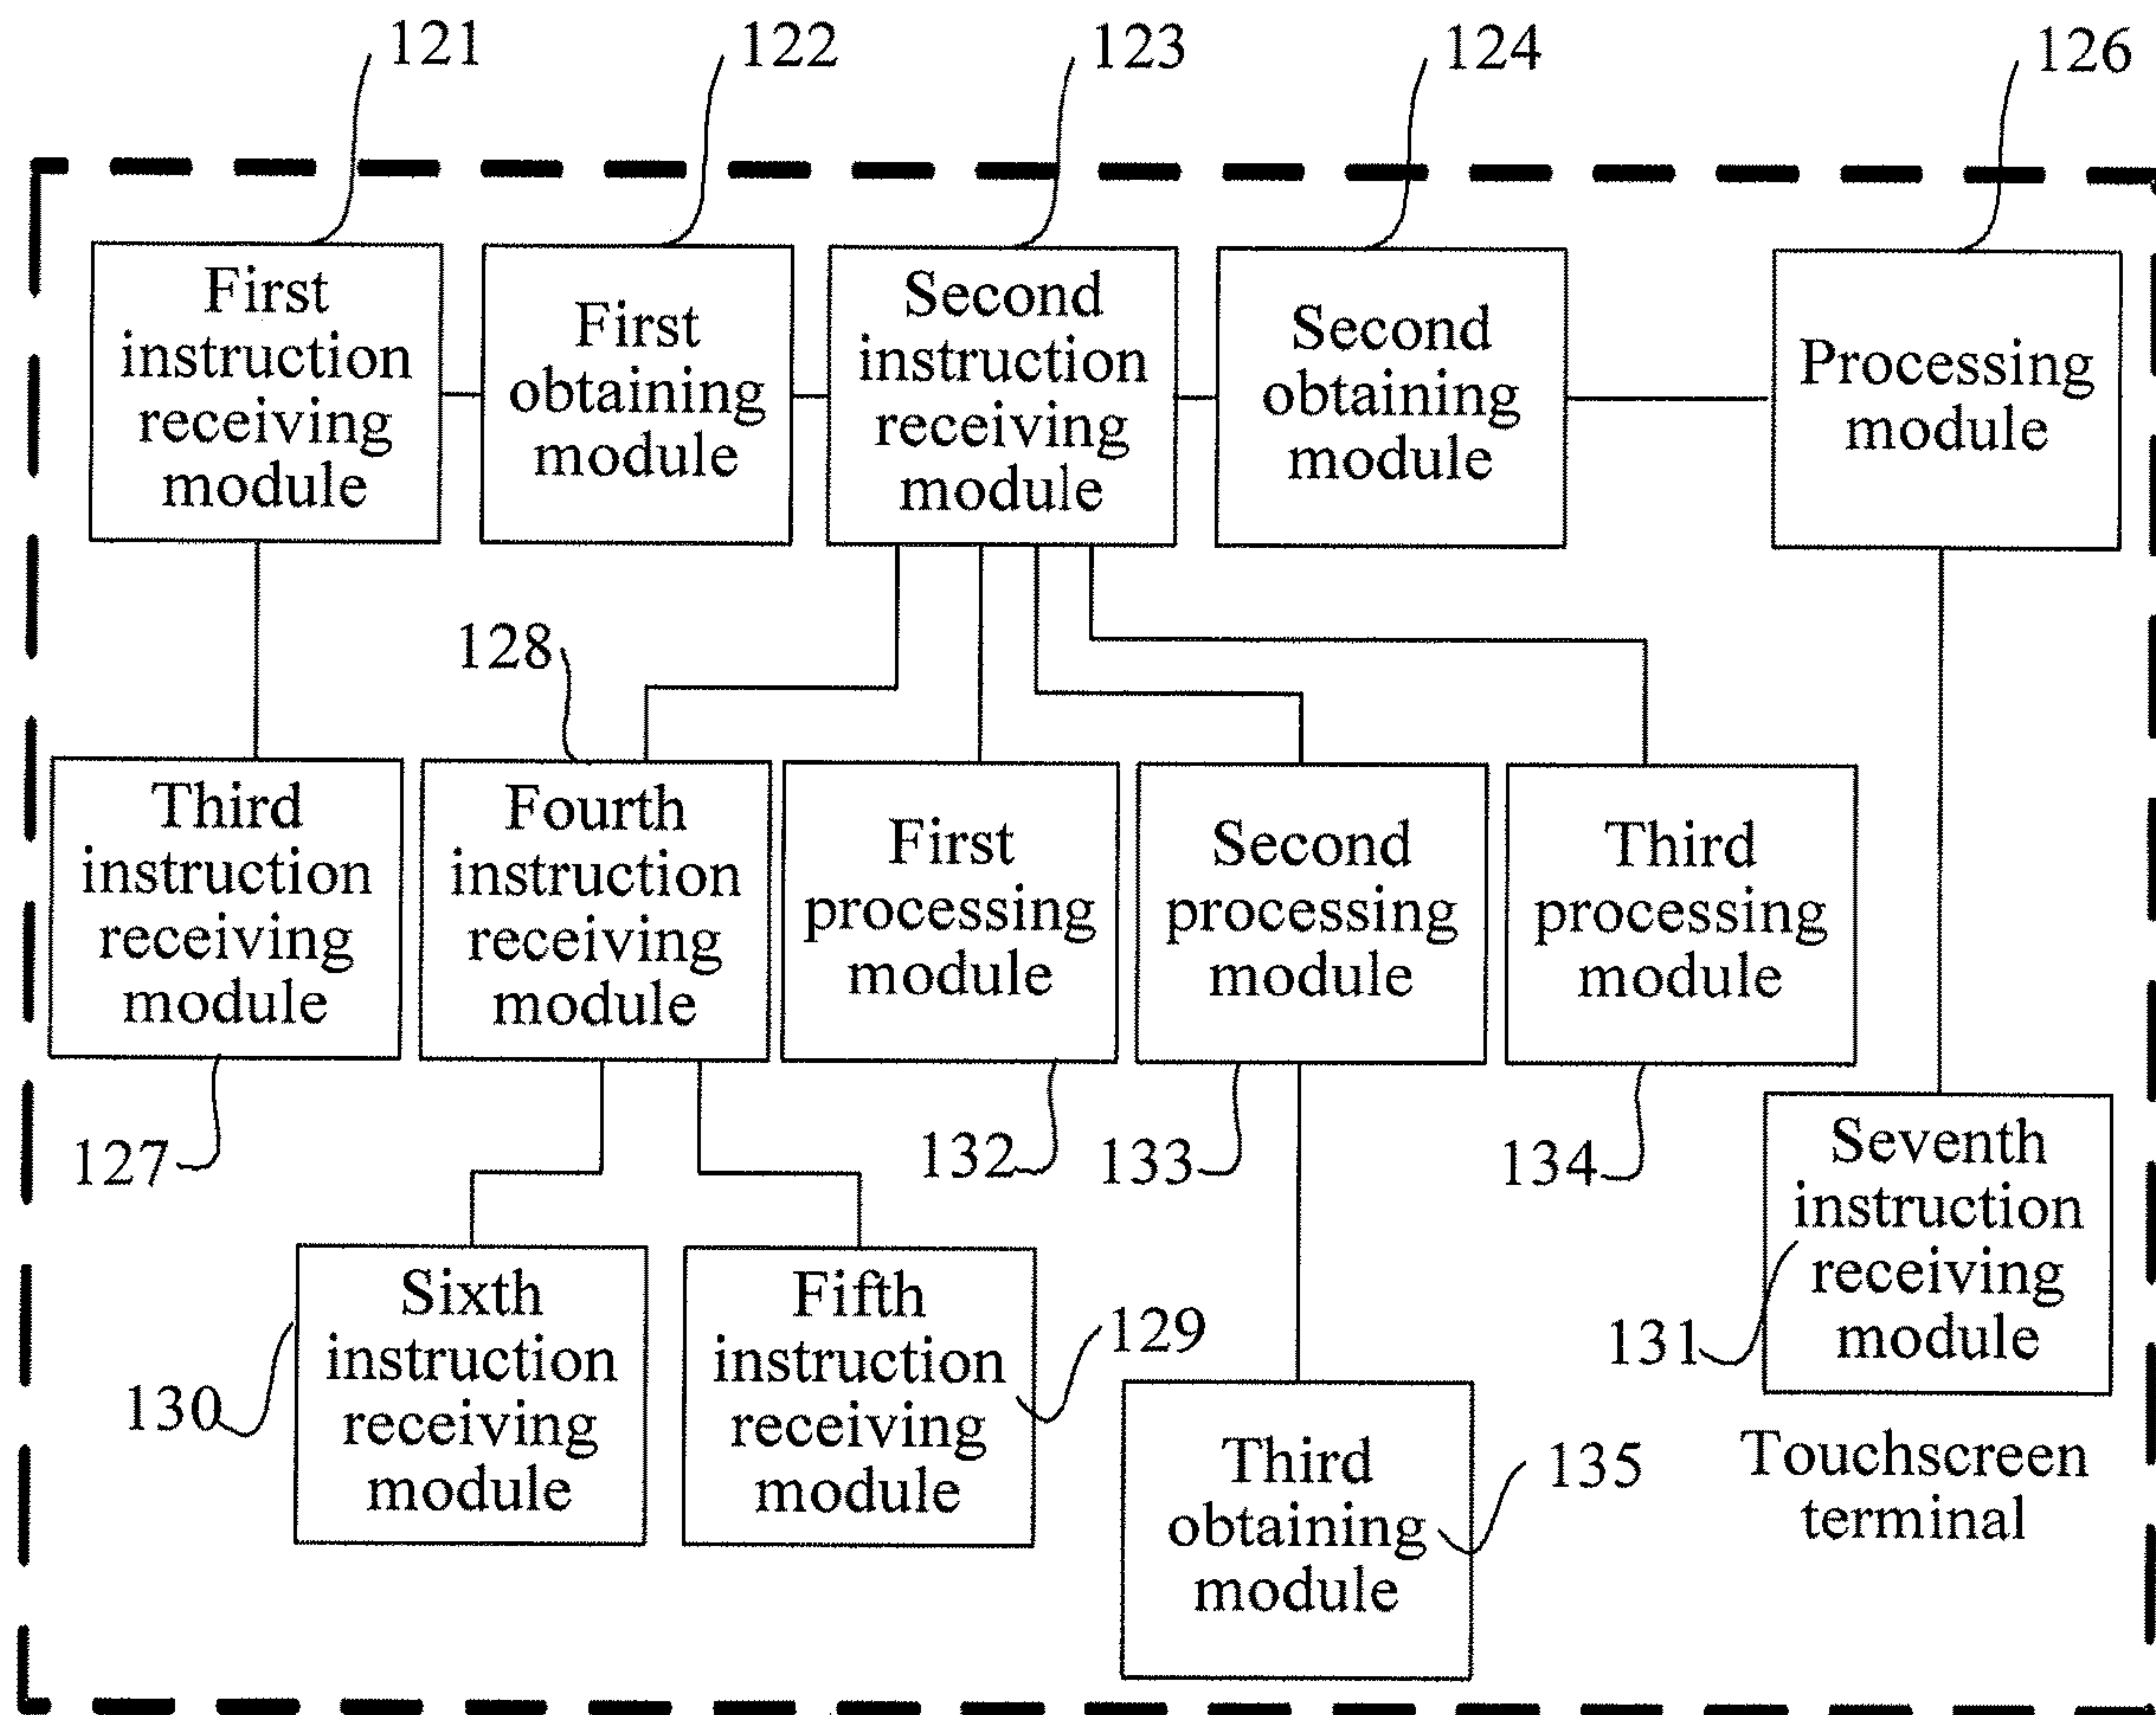 121
122
123
124
126
First
instruction
receiving
module
First
obtaining
module
Second
instruction
receiving
module
Second
obtaining
module
Processing
module
128
Third
instruction
receiving
module
Fourth
instruction
receiving
module
First
processing
module
Second
processing
module
Third
processing
module
127
132
133
134
Seventh
instruction
receiving
module
131
Sixth
instruction
receiving
module
130
Fifth
instruction
receiving
module
129
Third
obtaining
module
135
Touchscreen
terminal